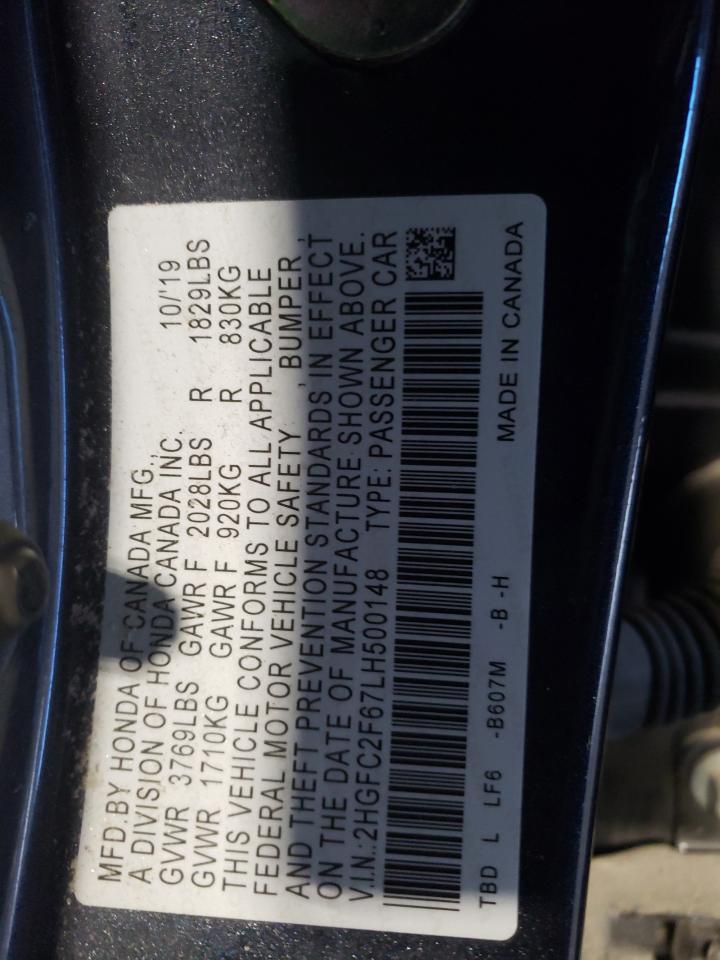 MFD BY HONDA OF CANADA MFG., 10/'19
A DIVISION OF HONDA CANADA INC.
GVWR 3769LBS GAWR F 2028LBS R 1829LBS
GVWR 1710KG GAWR F 920KG R 830KG
THIS VEHICLE CONFORMS TO ALL APPLICABLE
FEDERAL MOTOR VEHICLE SAFETY , BUMPER ,
AND THEFT PREVENTION STANDARDS IN EFFECT
ON THE DATE OF MANUFACTURE SHOWN ABOVE.
V.I.N.:2HGFC2F67LH500148 TYPE: PASSENGER CAR
TBD L LF6 -B607M -B -H MADE IN CANADA